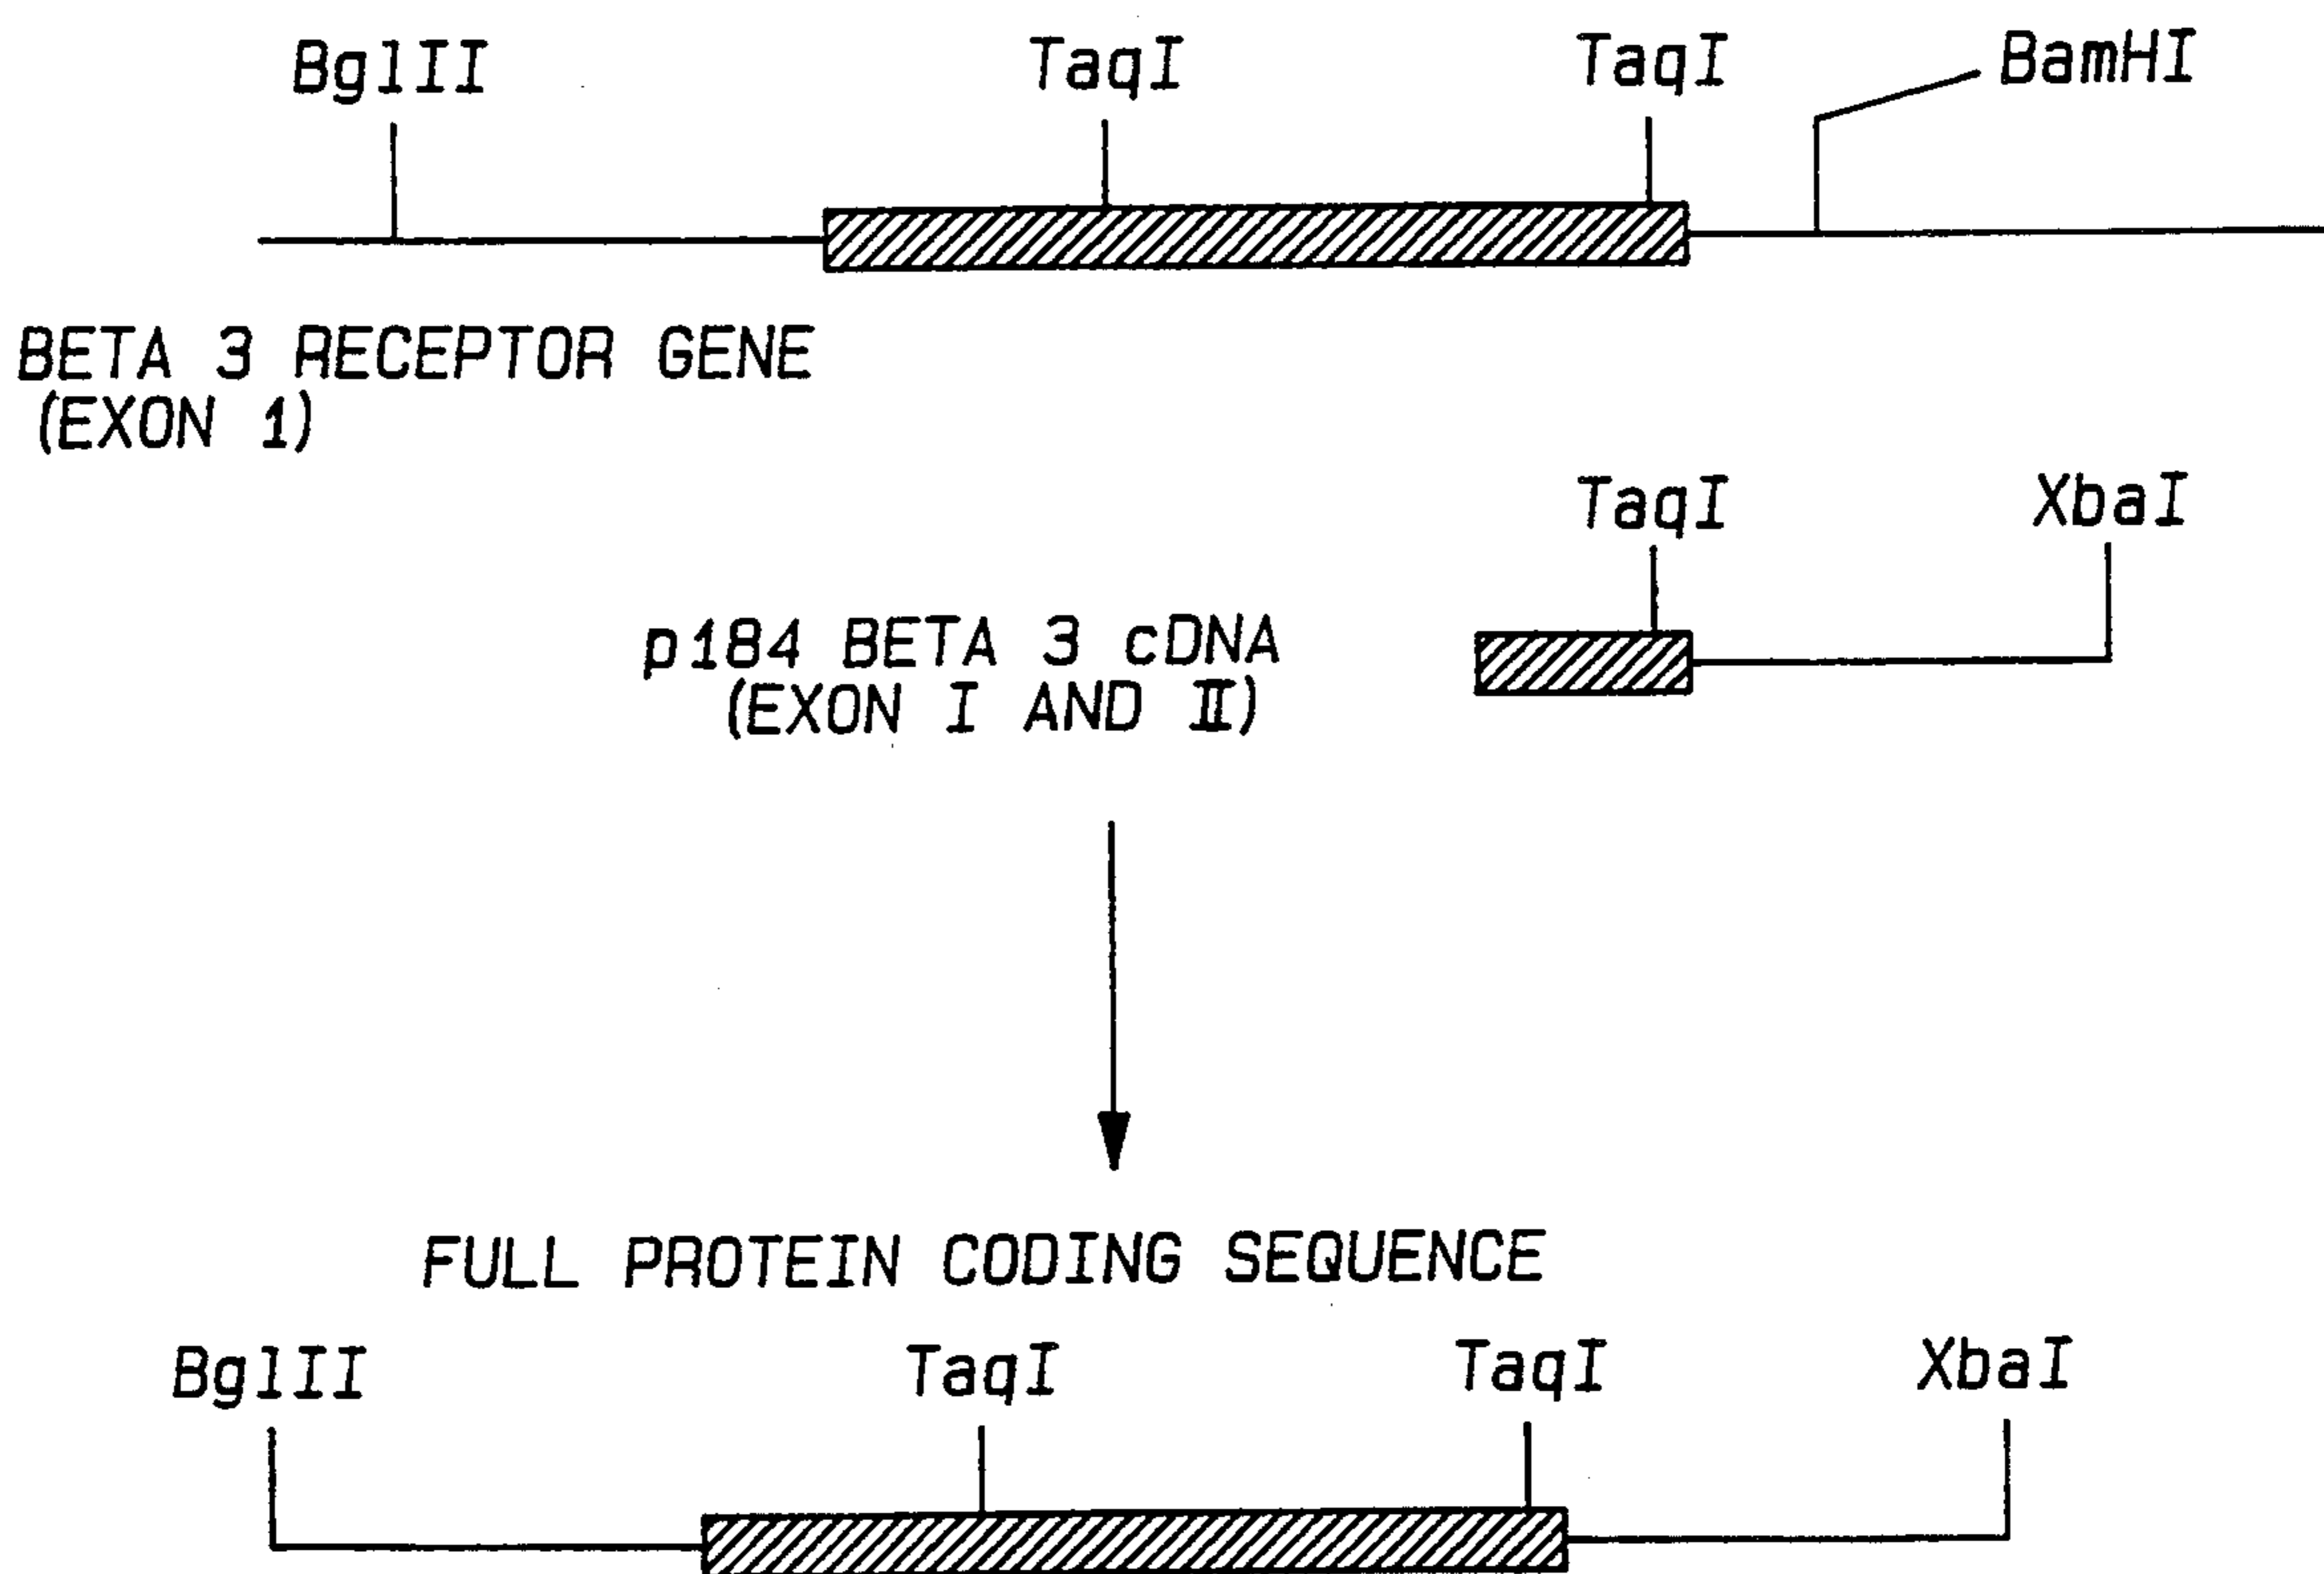 BglII TaqI TaqI BamHI
BETA 3 RECEPTOR GENE
(EXON 1)
TaqI XbaI
p184 BETA 3 cDNA
(EXON I AND II)
FULL PROTEIN CODING SEQUENCE
BglII TaqI TaqI XbaI